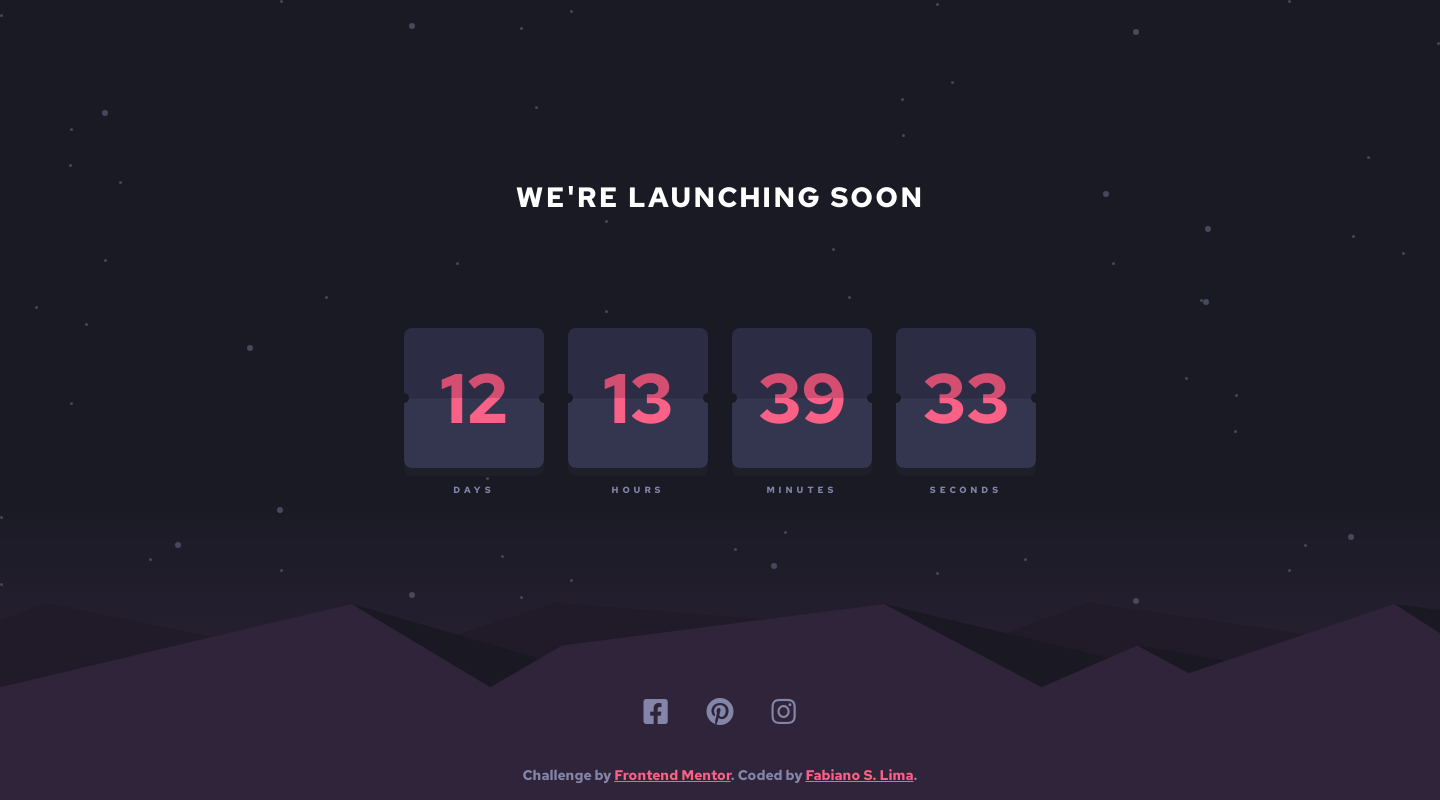 WE'RE LAUNCHING SOON
12 13 39 33
DAYS HOURS MINUTES SECONDS
Challenge by Frontend Mentor. Coded by Fabiano S. Lima.